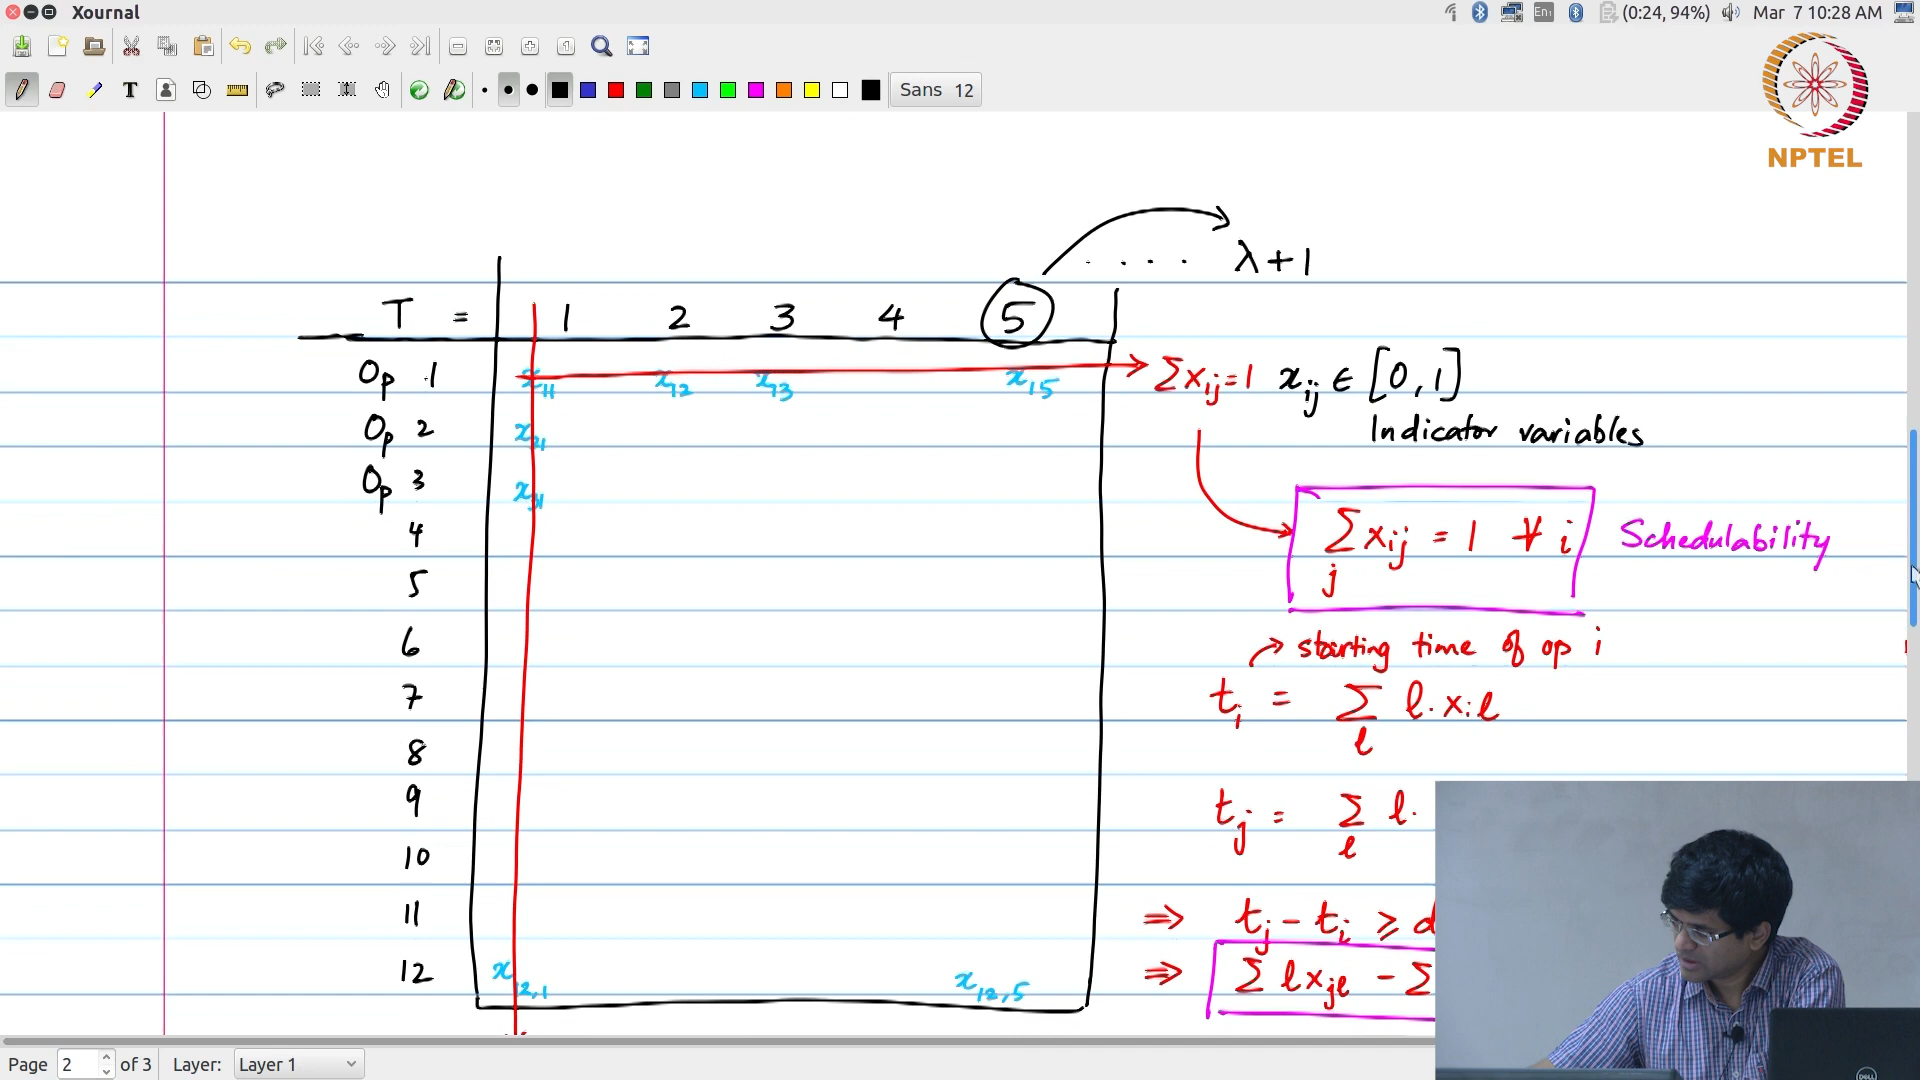 Xournal
(0:24, 94%) Mar 7 10:28 AM
En1
Sans 12
NPTEL
. . . . λ+1
T = 1 2 3 4 5
Op 1 x11 x12 x13 x15 Σxij=1 xij ∈ [0,1]
Indicator variables
Op 2 x21
Op 3 x31
4
Σ xij = 1 ∀ i Schedulability
j
5
6
starting time of op i
7
ti = Σ l. xil
l
8
9
tj = Σ l.
l
10
11
⇒ tj - ti ≥ d
12 x12,1 x12,5
⇒ Σ lxjl - Σ
Page 2 of 3 Layer: Layer 1
DELL